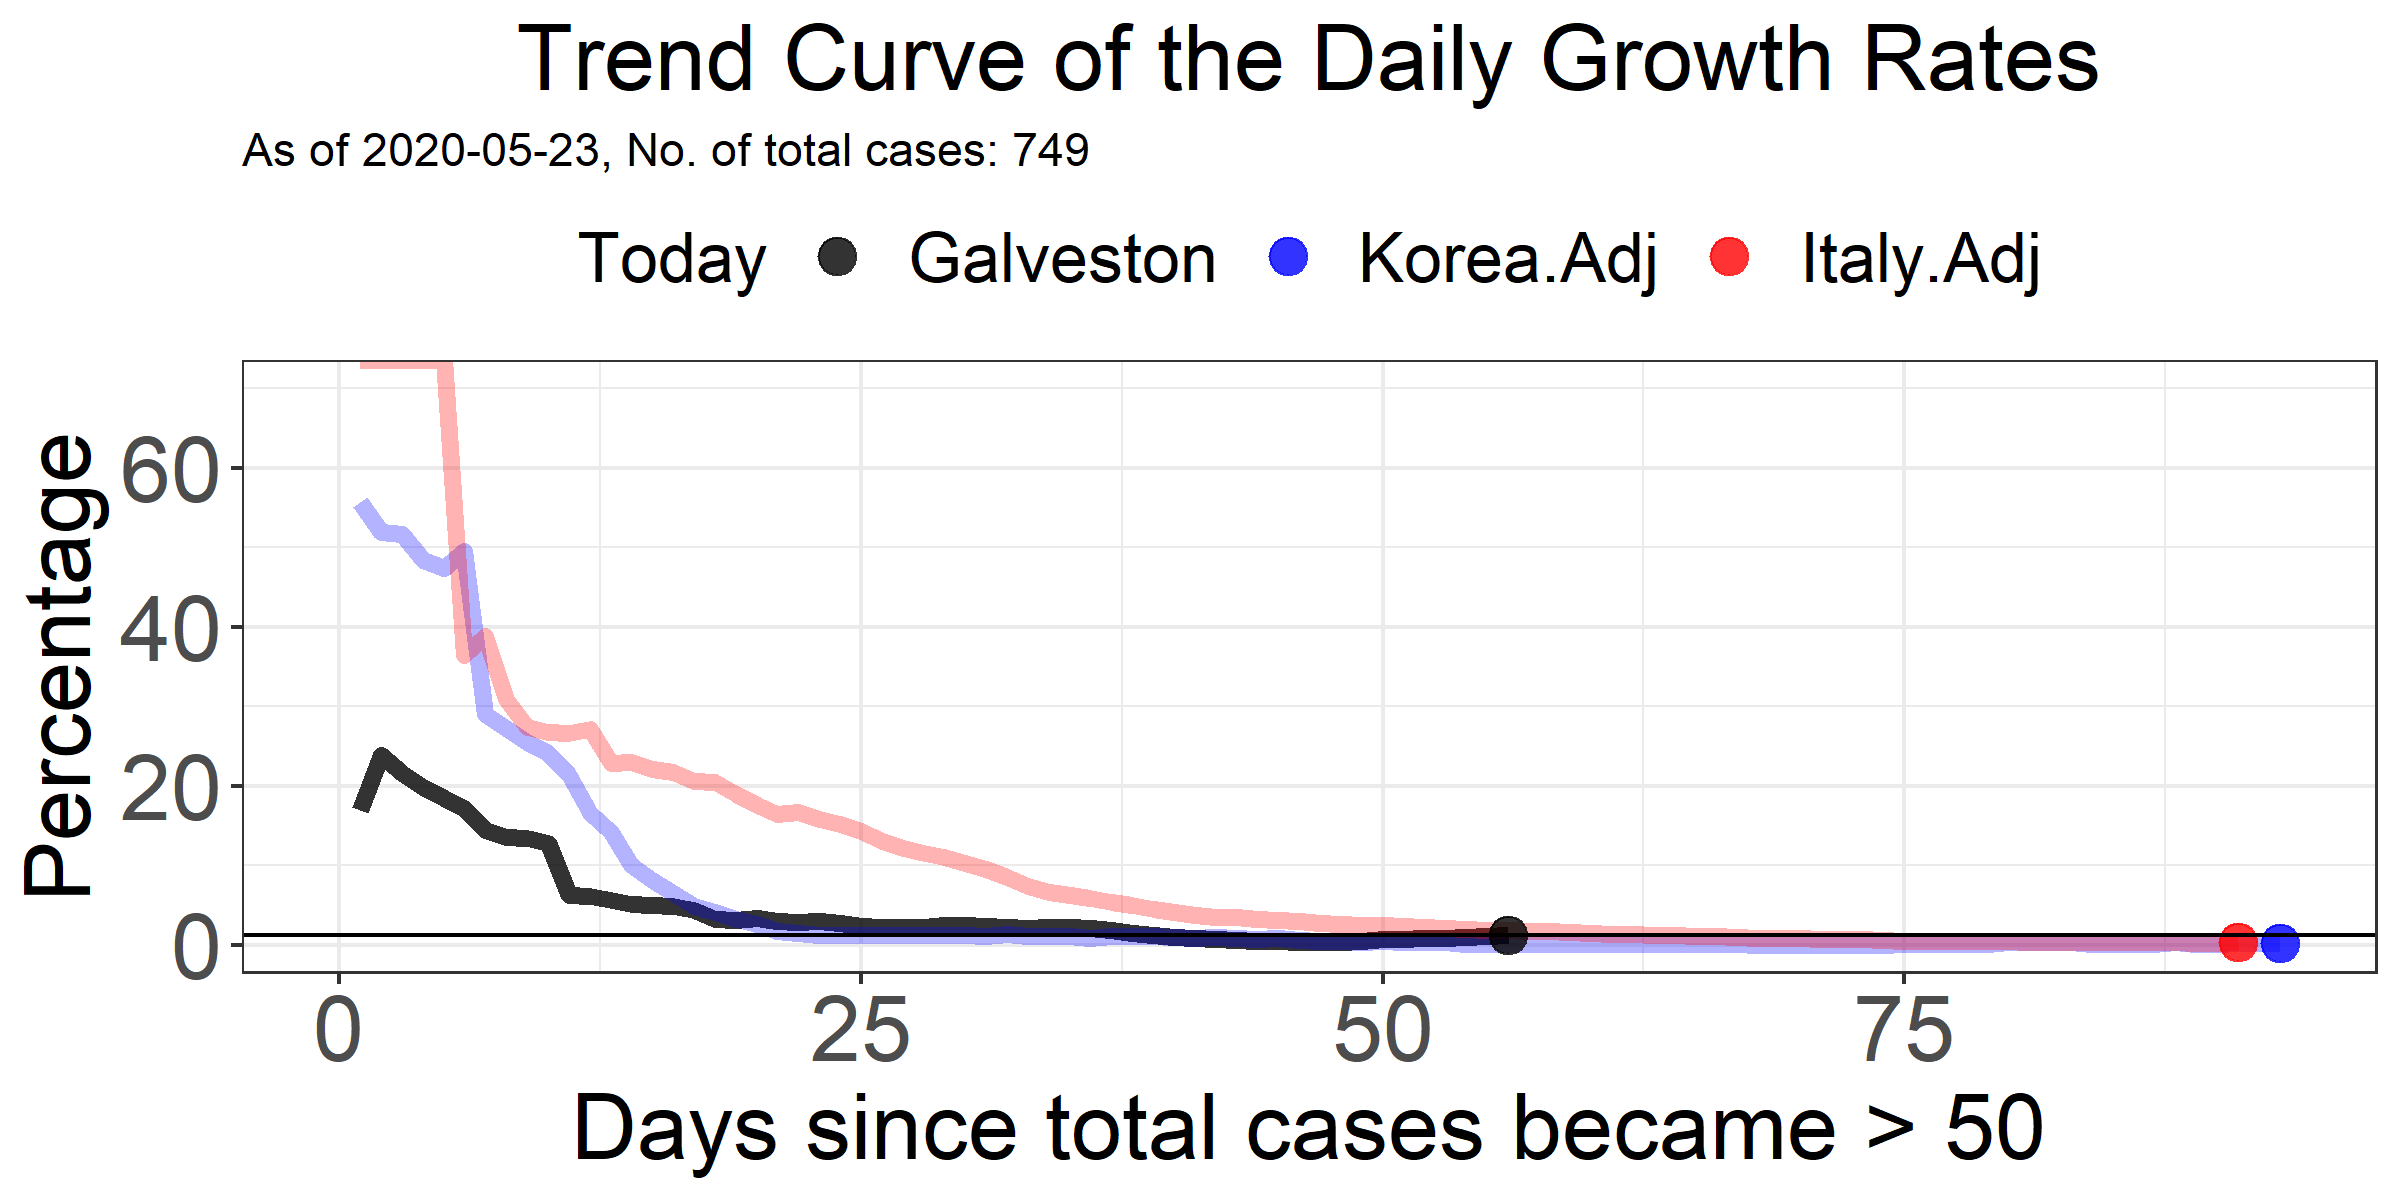 Trend Curve of the Daily Growth Rates
As of 2020-05-23, No. of total cases: 749
Today Galveston Korea.Adj Italy.Adj
Percentage
60
40
20
0
0 25 50 75
Days since total cases became > 50